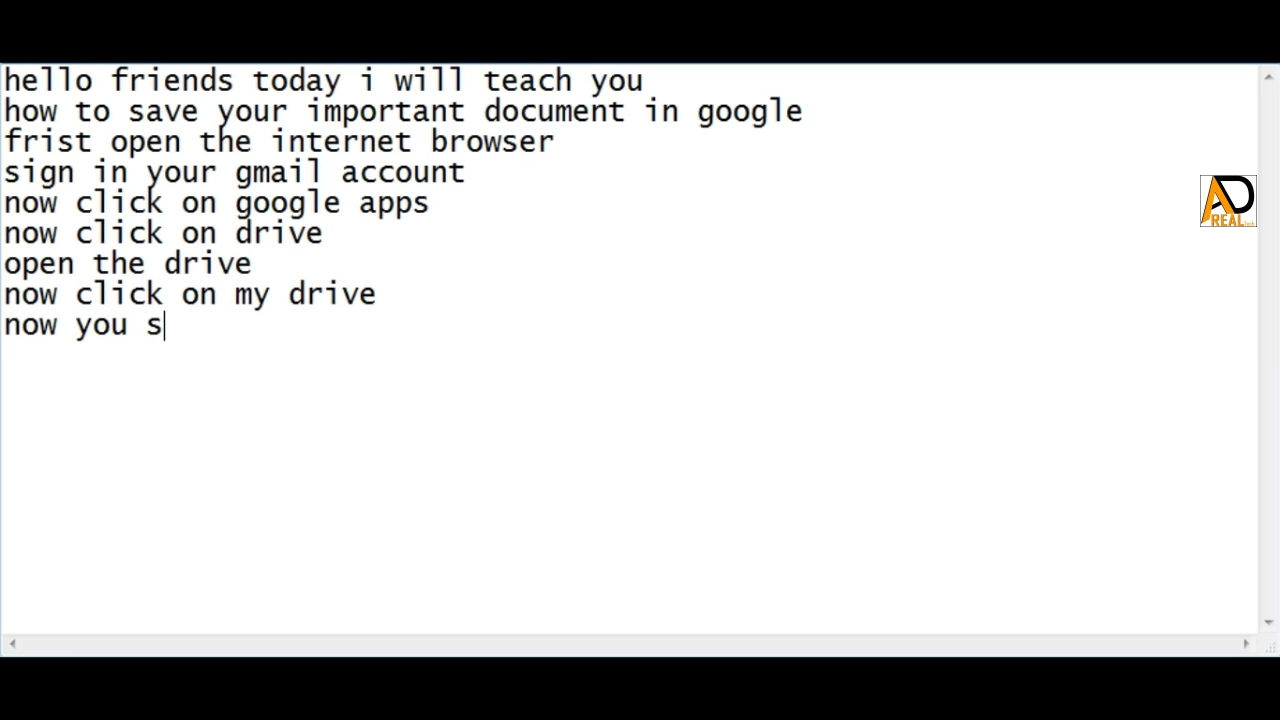 hello friends today i will teach you
how to save your important document in google
frist open the internet browser
sign in your gmail account
now click on google apps
now click on drive
open the drive
now click on my drive
now you s
AD
REAL